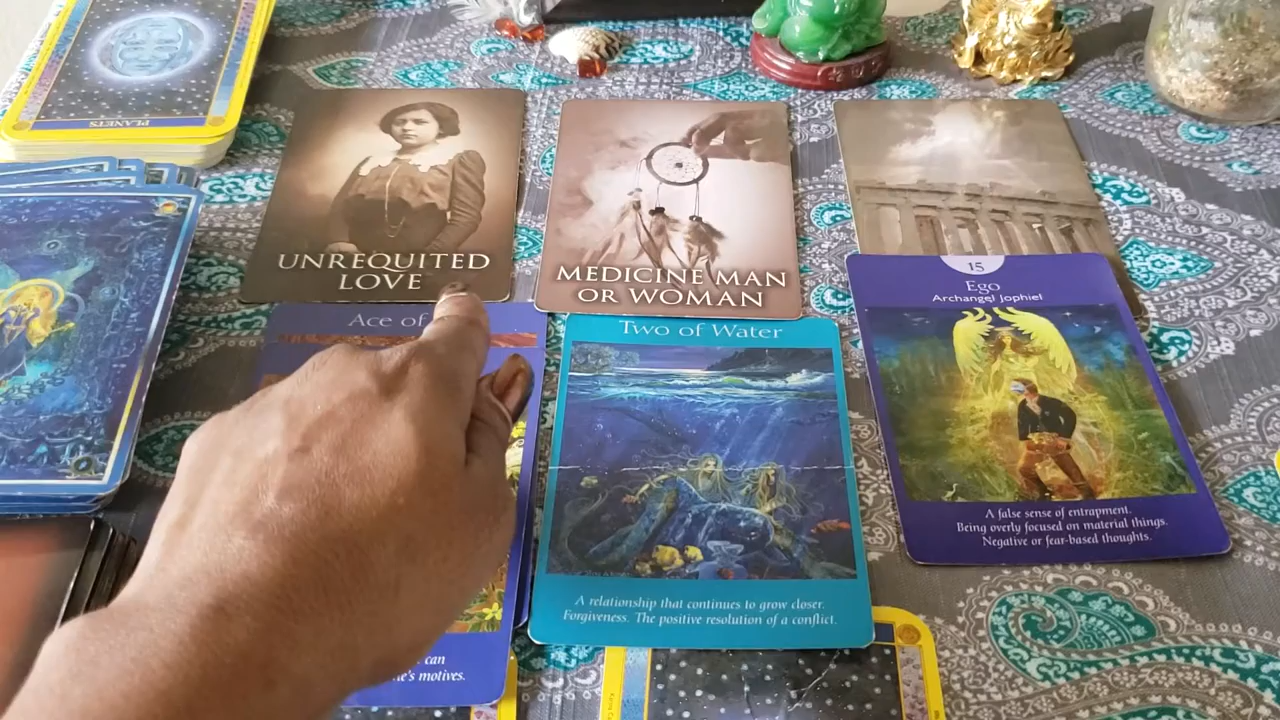 PLANETS
UNREQUITED
LOVE
MEDICINE MAN
OR WOMAN
15
Ego
Archangel Jophiel
Ace of
Two of Water
A false sense of entrapment.
Being overly focused on material things.
Negative or fear-based thoughts.
A relationship that continues to grow closer.
Forgiveness. The positive resolution of a conflict.
can
motives.